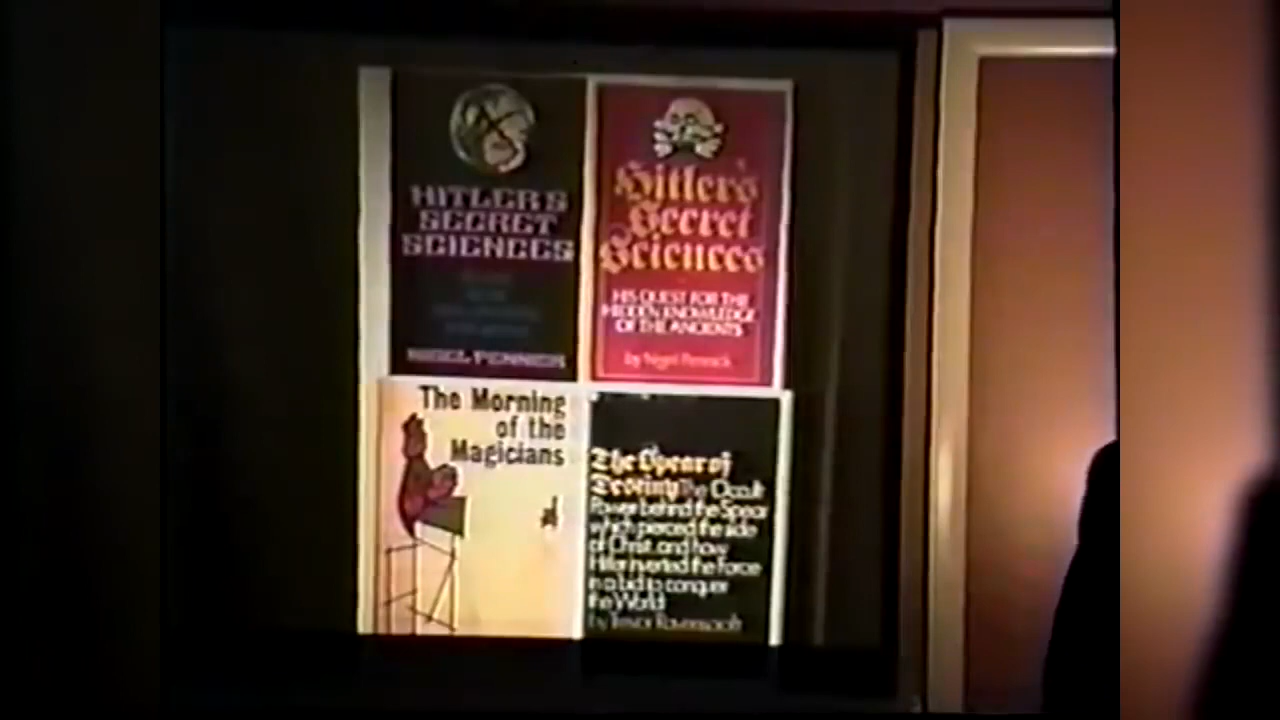 HITLER'S
SECRET
SCIENCES
NIGEL PENNICK
Hitler's
Secret
Sciences
HIS QUEST FOR THE
HIDDEN KNOWLEDGE
OF THE ANCIENTS
by Nigel Pennick
The Morning
of the
Magicians
The Spear of
Destiny The Occult
Power behind the Spear
which pierced the side
of Christ and how
Hitler inverted the Force
in a bid to conquer
the World
by Trevor Ravenscroft